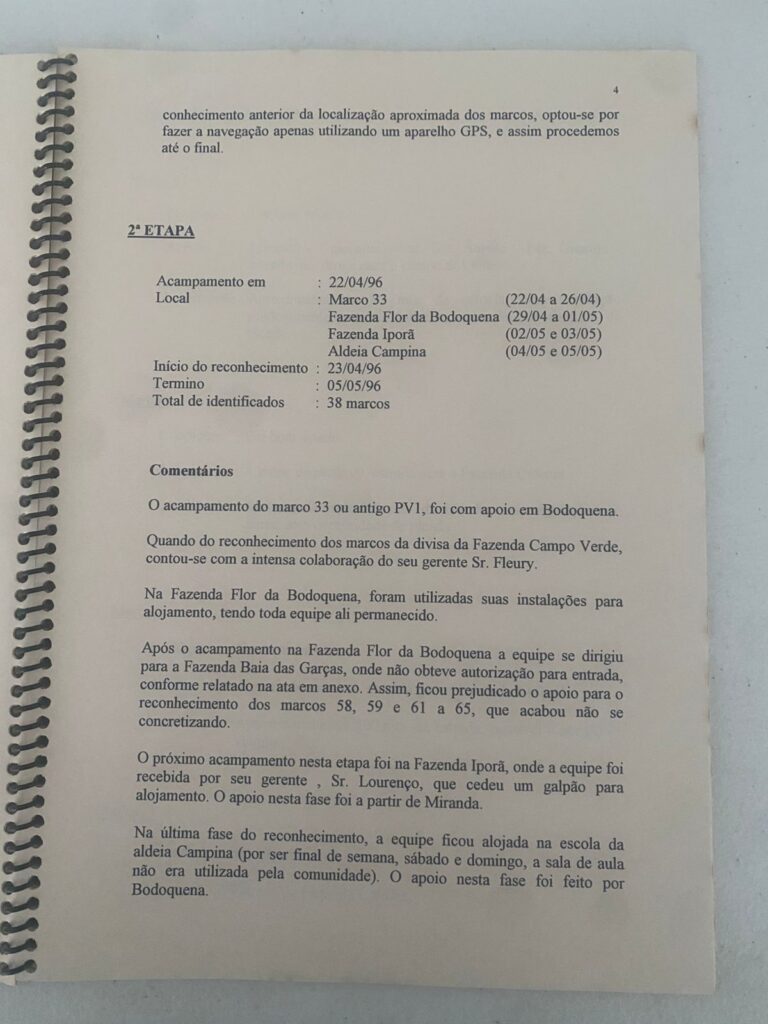 4
conhecimento anterior da localização aproximada dos marcos, optou-se por
fazer a navegação apenas utilizando um aparelho GPS, e assim procedemos
até o final.
2ª ETAPA
Acampamento em : 22/04/96
Local : Marco 33 (22/04 a 26/04)
Fazenda Flor da Bodoquena (29/04 a 01/05)
Fazenda Iporã (02/05 e 03/05)
Aldeia Campina (04/05 e 05/05)
Início do reconhecimento : 23/04/96
Termino : 05/05/96
Total de identificados : 38 marcos
Comentários
O acampamento do marco 33 ou antigo PV1, foi com apoio em Bodoquena.
Quando do reconhecimento dos marcos da divisa da Fazenda Campo Verde,
contou-se com a intensa colaboração do seu gerente Sr. Fleury.
Na Fazenda Flor da Bodoquena, foram utilizadas suas instalações para
alojamento, tendo toda equipe ali permanecido.
Após o acampamento na Fazenda Flor da Bodoquena a equipe se dirigiu
para a Fazenda Baia das Garças, onde não obteve autorização para entrada,
conforme relatado na ata em anexo. Assim, ficou prejudicado o apoio para o
reconhecimento dos marcos 58, 59 e 61 a 65, que acabou não se
concretizando.
O próximo acampamento nesta etapa foi na Fazenda Iporã, onde a equipe foi
recebida por seu gerente , Sr. Lourenço, que cedeu um galpão para
alojamento. O apoio nesta fase foi a partir de Miranda.
Na última fase do reconhecimento, a equipe ficou alojada na escola da
aldeia Campina (por ser final de semana, sábado e domingo, a sala de aula
não era utilizada pela comunidade). O apoio nesta fase foi feito por
Bodoquena.